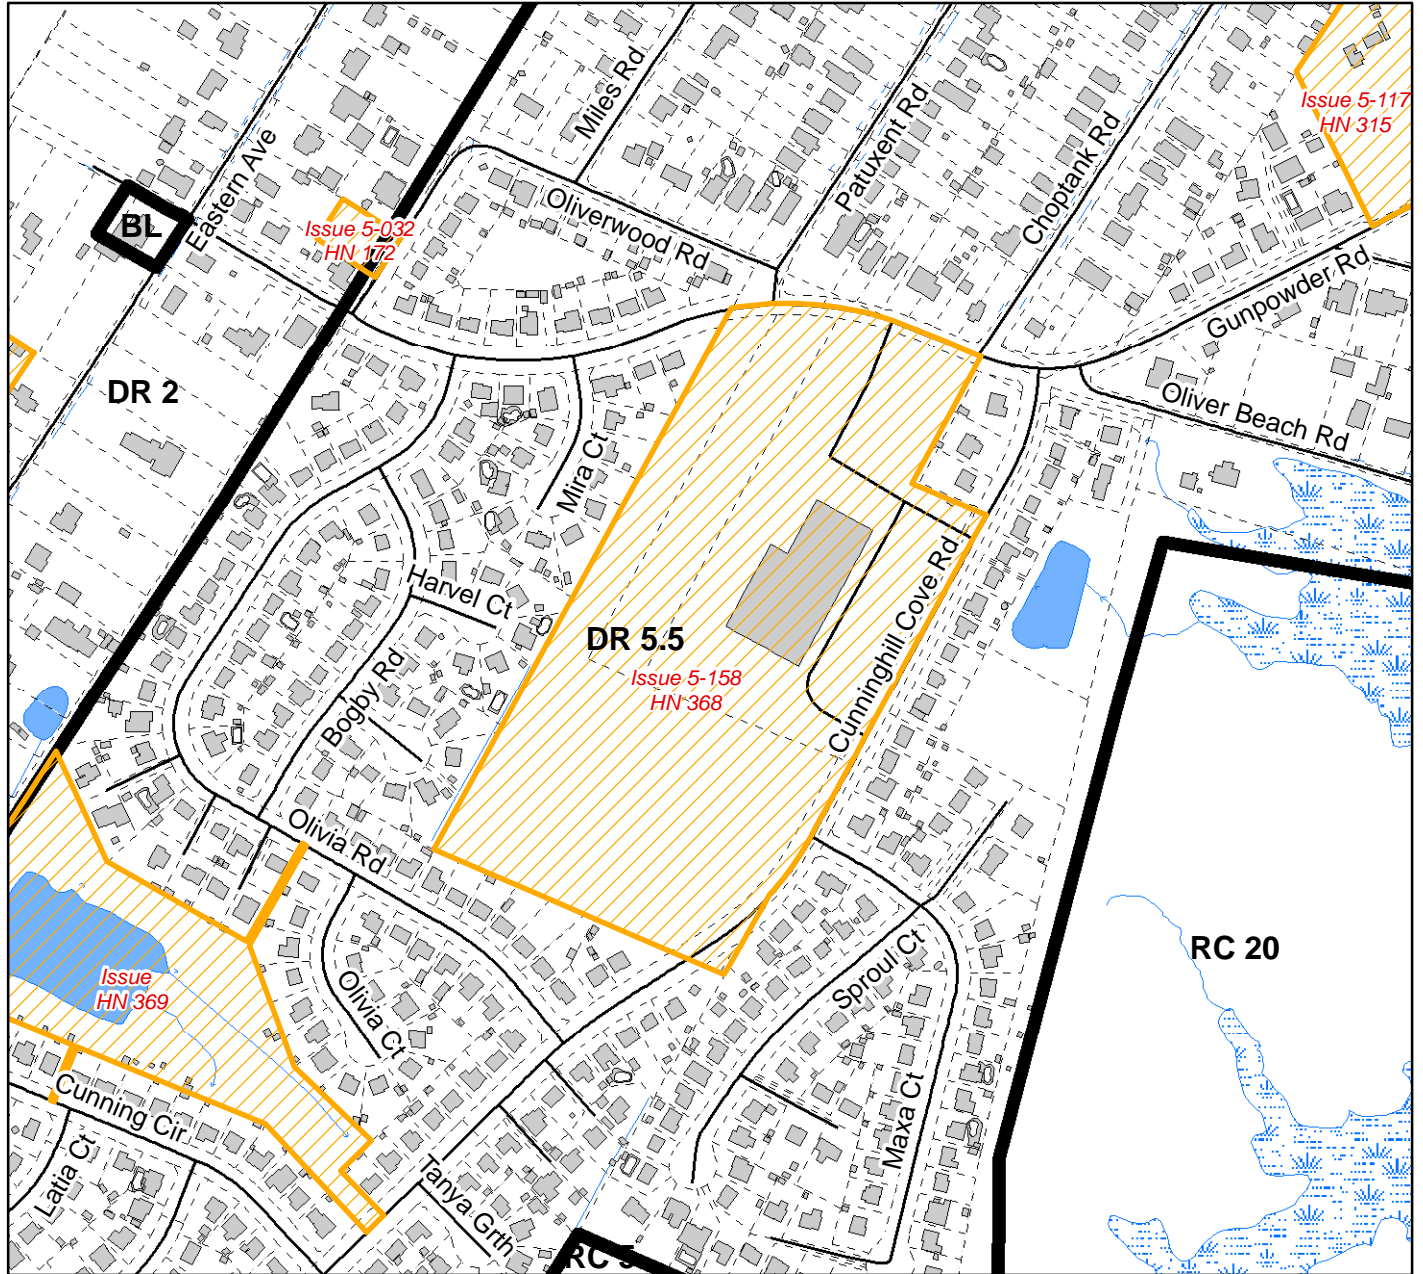 Miles Rd
Patuxent Rd
Choptank Rd
Issue 5-117
HN 315
Eastern Ave
BL
Issue 5-032
HN 172
Oliverwood Rd
Gunpowder Rd
DR 2
Oliver Beach Rd
Mira Ct
Harvel Ct
Cunninghill Cove Rd
DR 5.5
Issue 5-158
HN 368
Bogby Rd
Olivia Rd
RC 20
Issue
HN 369
Olivia Ct
Sproul Ct
Cunning Cir
Maxa Ct
Latia Ct
Tanya Grth
RC 5